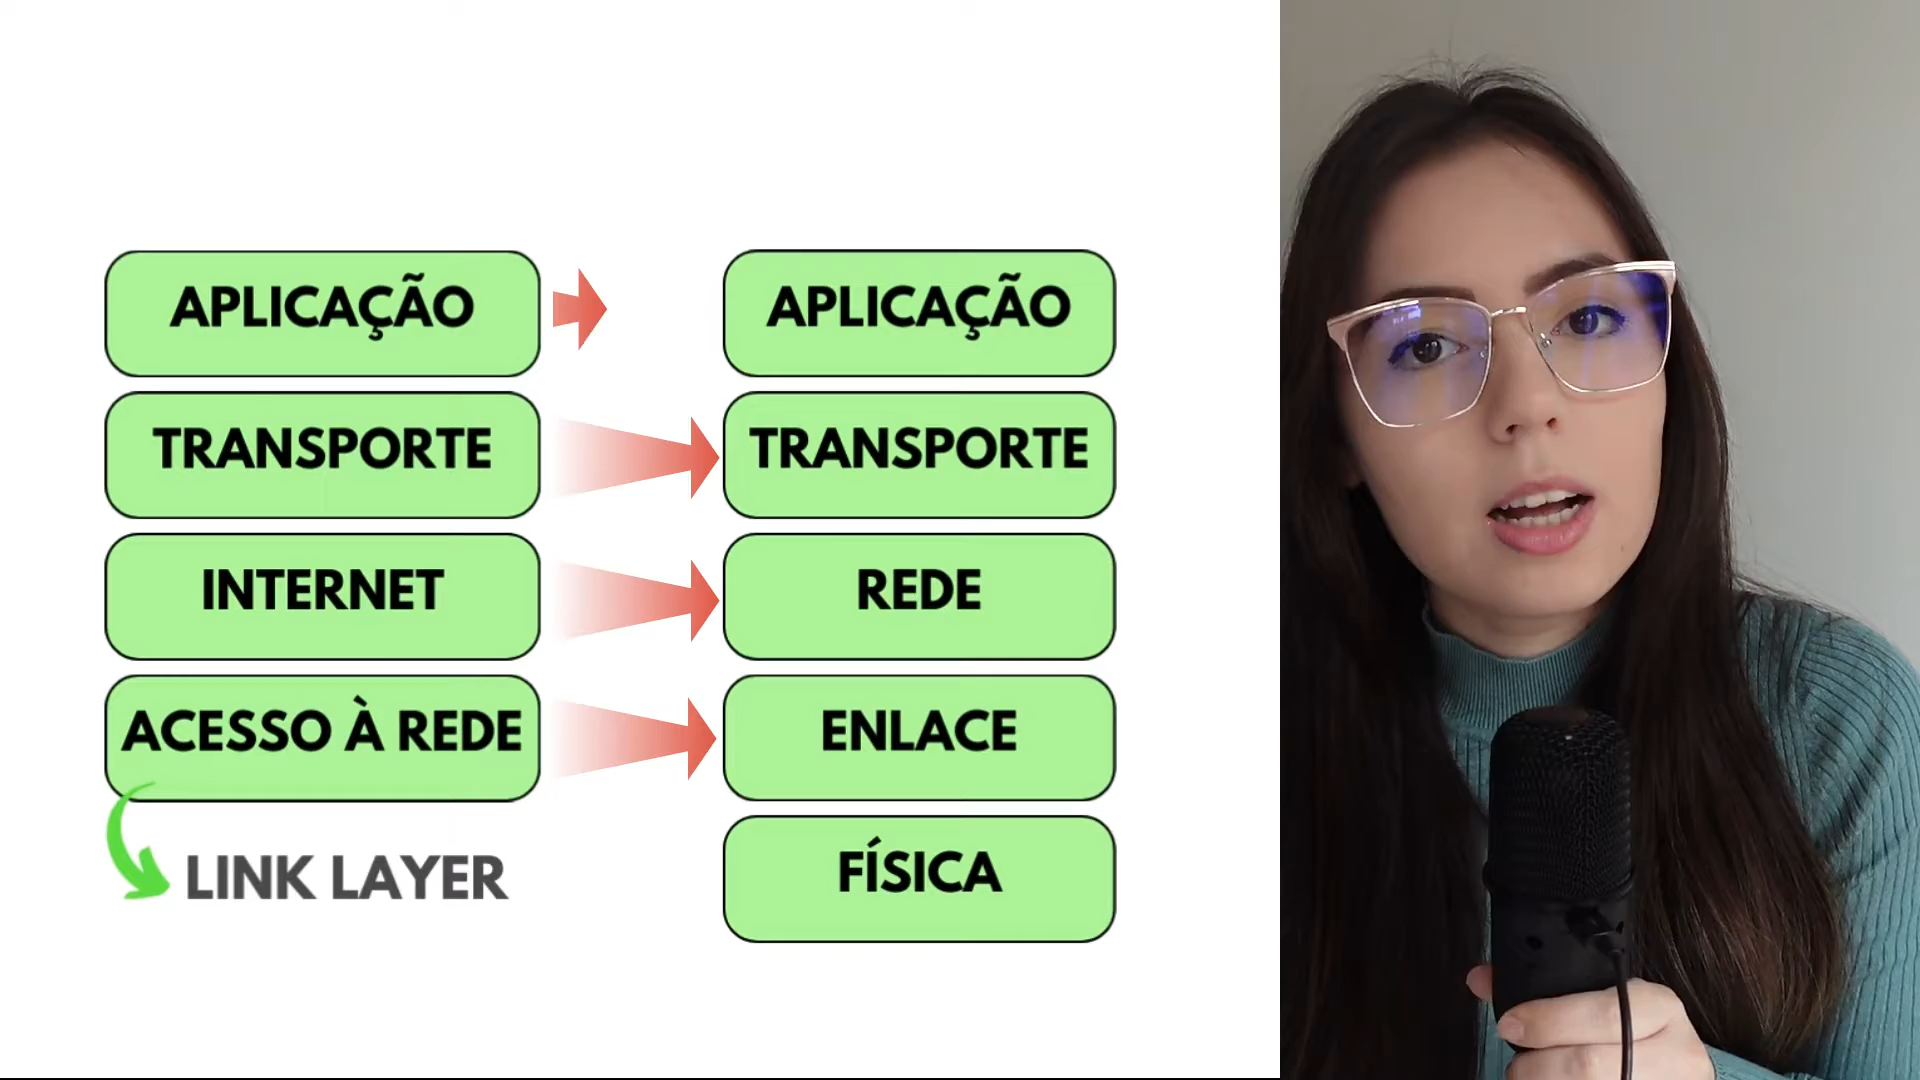 APLICAÇÃO
TRANSPORTE
INTERNET
ACESSO À REDE
LINK LAYER
APLICAÇÃO
TRANSPORTE
REDE
ENLACE
FÍSICA